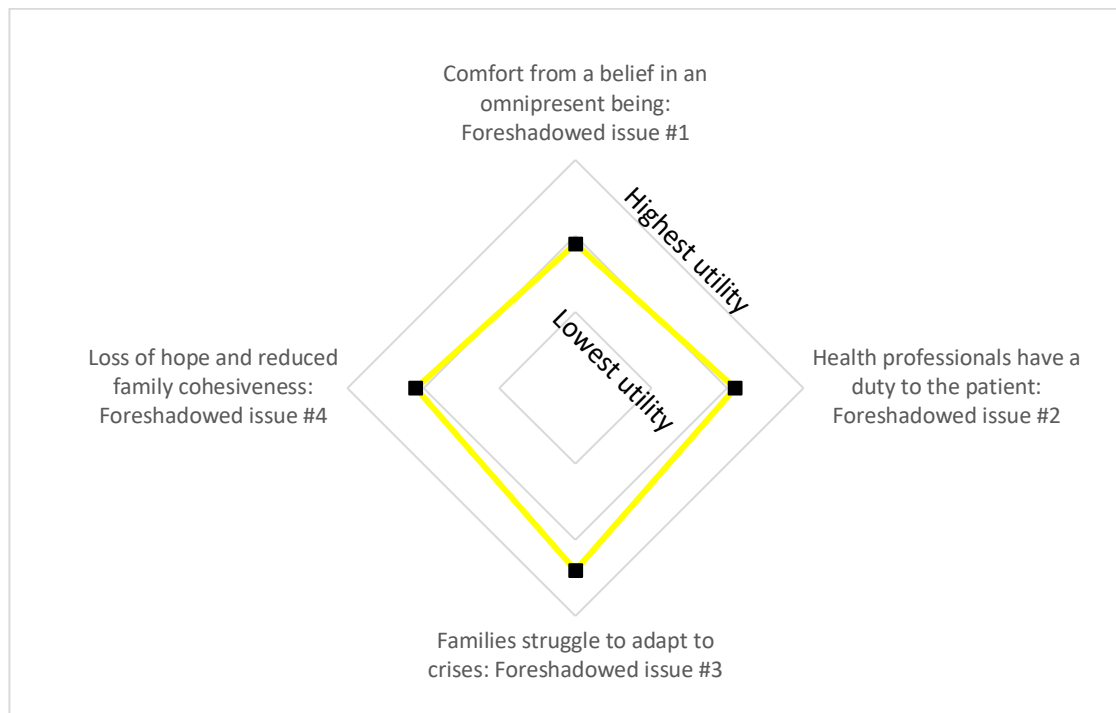 Comfort from a belief in an
omnipresent being:
Foreshadowed issue #1
Highest utility
Lowest utility
Loss of hope and reduced
family cohesiveness:
Foreshadowed issue #4
Health professionals have a
duty to the patient:
Foreshadowed issue #2
Families struggle to adapt to
crises: Foreshadowed issue #3